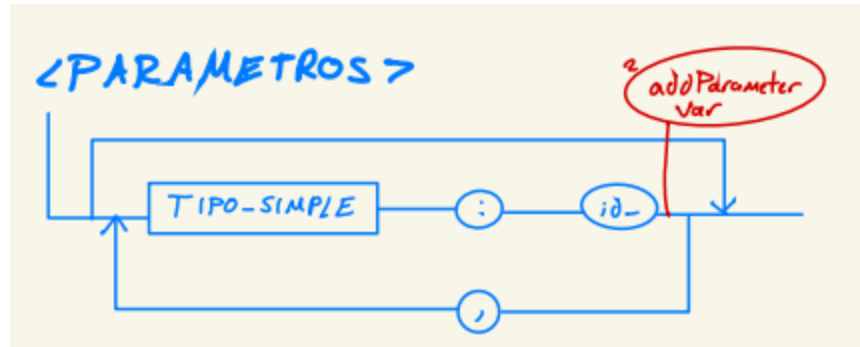 <PARAMETROS>
2
addParameter
var
TIPO_SIMPLE
:
id_
,